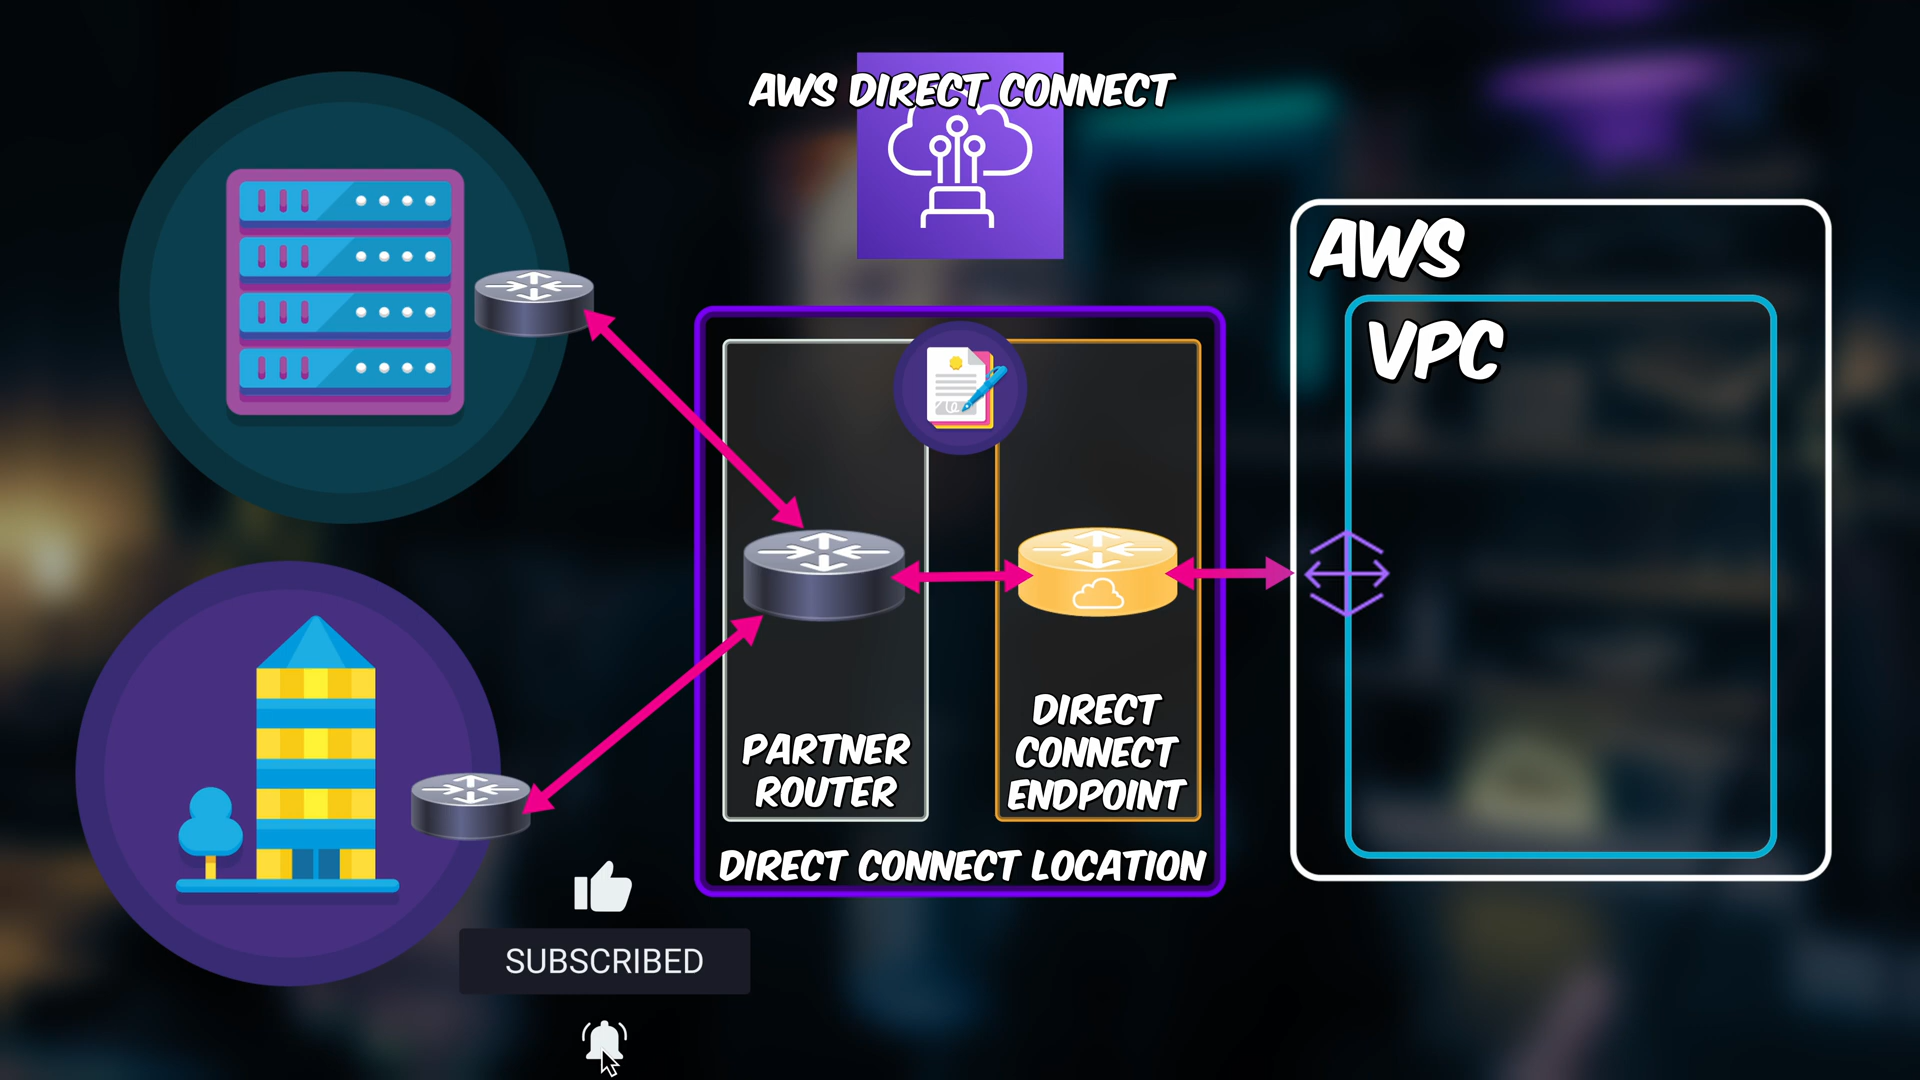 AWS DIRECT CONNECT
AWS
VPC
PARTNER
ROUTER
DIRECT
CONNECT
ENDPOINT
DIRECT CONNECT LOCATION
SUBSCRIBED